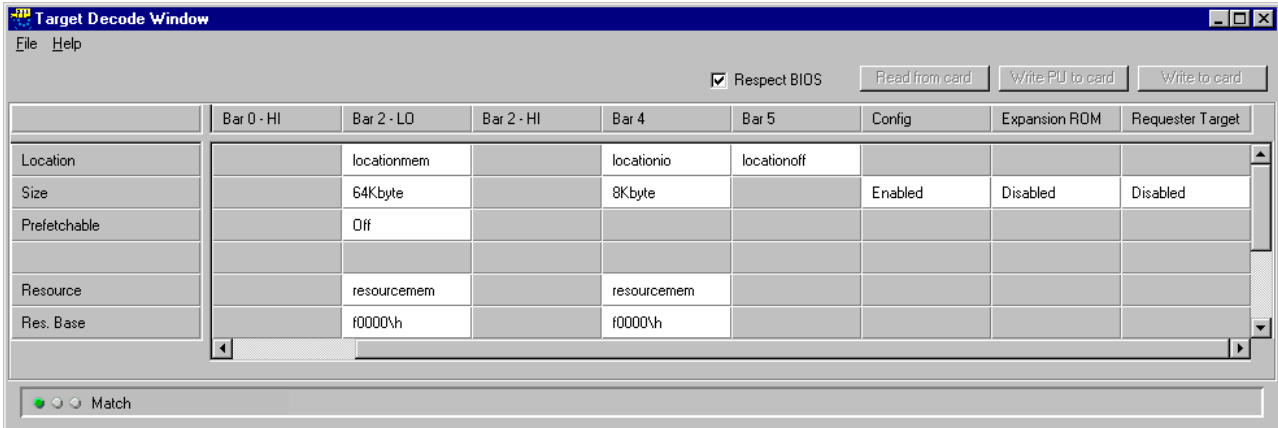 Target Decode Window
File Help
Respect BIOS Read from card Write PU to card Write to card
Bar 0 - HI Bar 2 - LO Bar 2 - HI Bar 4 Bar 5 Config Expansion ROM Requester Target
Location locationmem locationio locationoff
Size 64Kbyte 8Kbyte Enabled Disabled Disabled
Prefetchable Off
Resource resourcemem resourcemem
Res. Base f0000\h f0000\h
Match